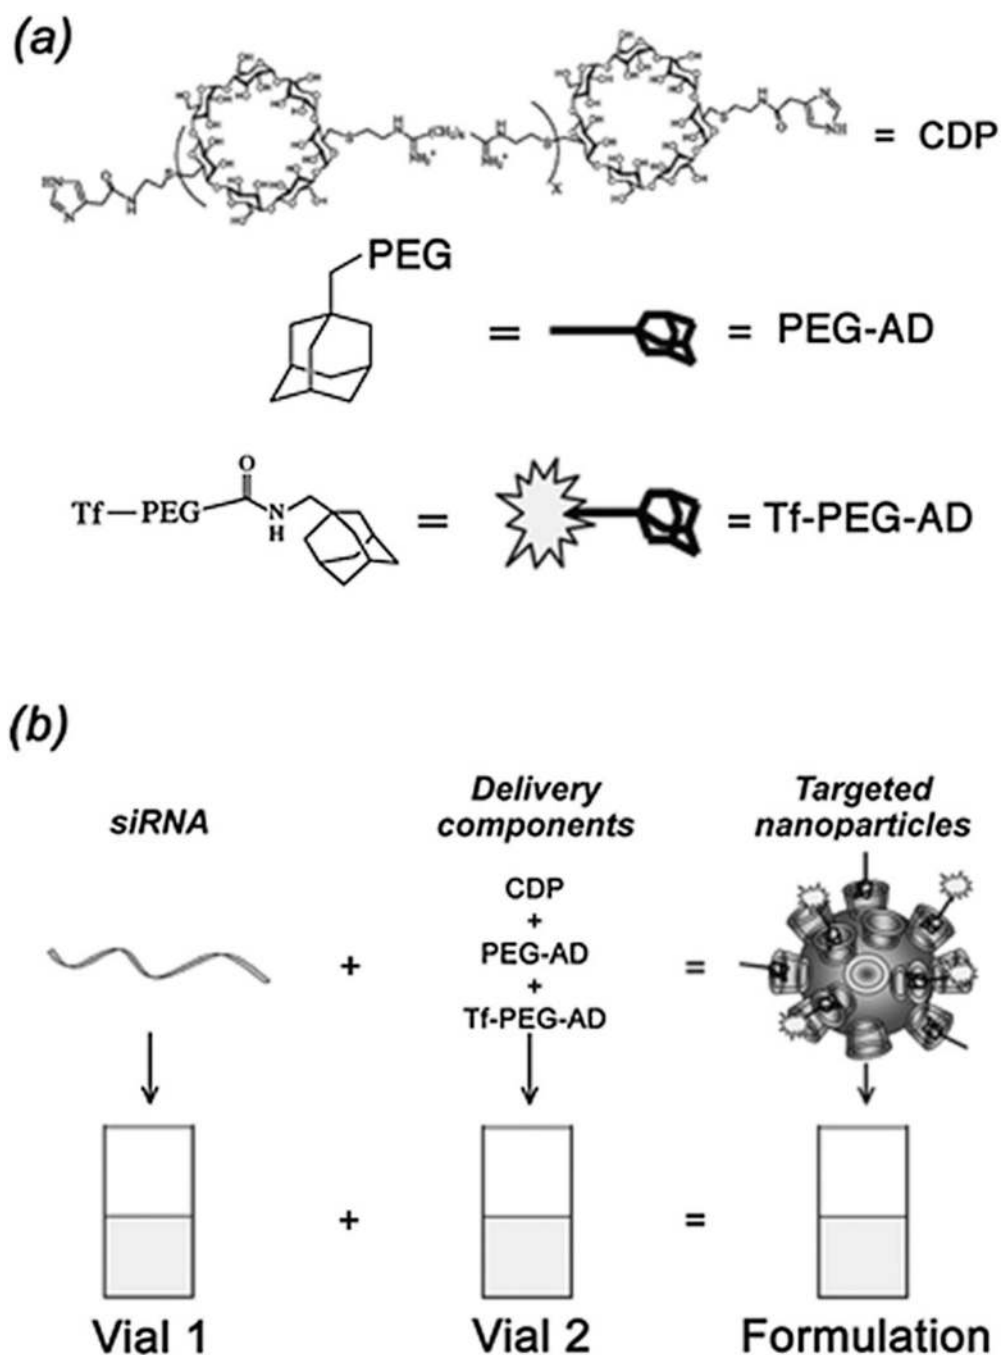 (a)
= CDP
x
PEG
= = PEG-AD
O
Tf—PEG N = = Tf-PEG-AD
H
(b)
siRNA
Delivery
components
Targeted
nanoparticles
CDP
+
PEG-AD
+
Tf-PEG-AD
+ =
+ =
Vial 1 Vial 2 Formulation